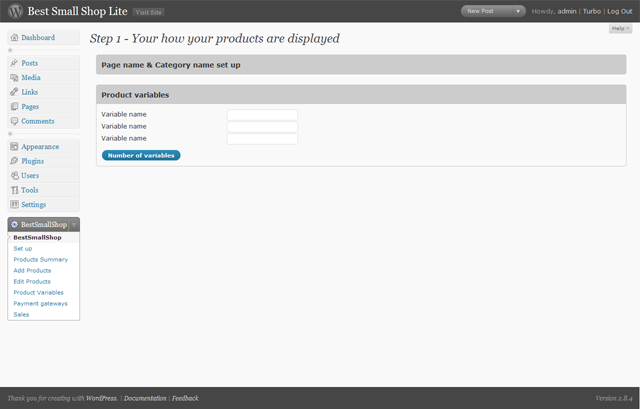 Best Small Shop Lite
Visit Site
New Post
Howdy, admin | Turbo | Log Out
Help
Dashboard
Posts
Media
Links
Pages
Comments
Appearance
Plugins
Users
Tools
Settings
BestSmallShop
BestSmallShop
Set up
Products Summary
Add Products
Edit Products
Product Variables
Payment gateways
Sales
Step 1 - Your how your products are displayed
Page name & Category name set up
Product variables
Variable name
Variable name
Variable name
Number of variables
Thank you for creating with WordPress. | Documentation | Feedback
Version 2.8.4